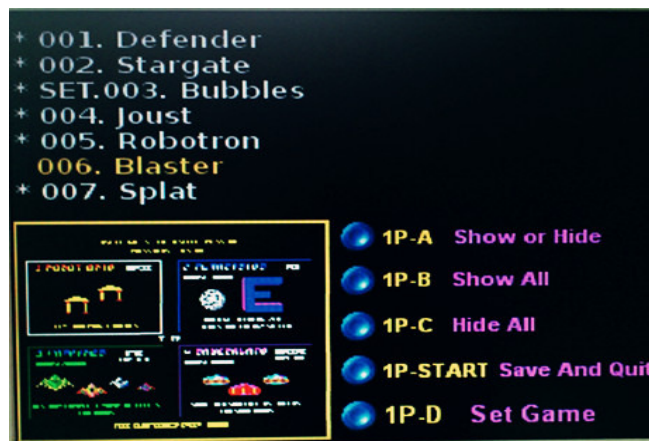 * 001. Defender
* 002. Stargate
* SET.003. Bubbles
* 004. Joust
* 005. Robotron
006. Blaster
* 007. Splat
1P-A Show or Hide
1P-B Show All
1P-C Hide All
1P-START Save And Quit
1P-D Set Game